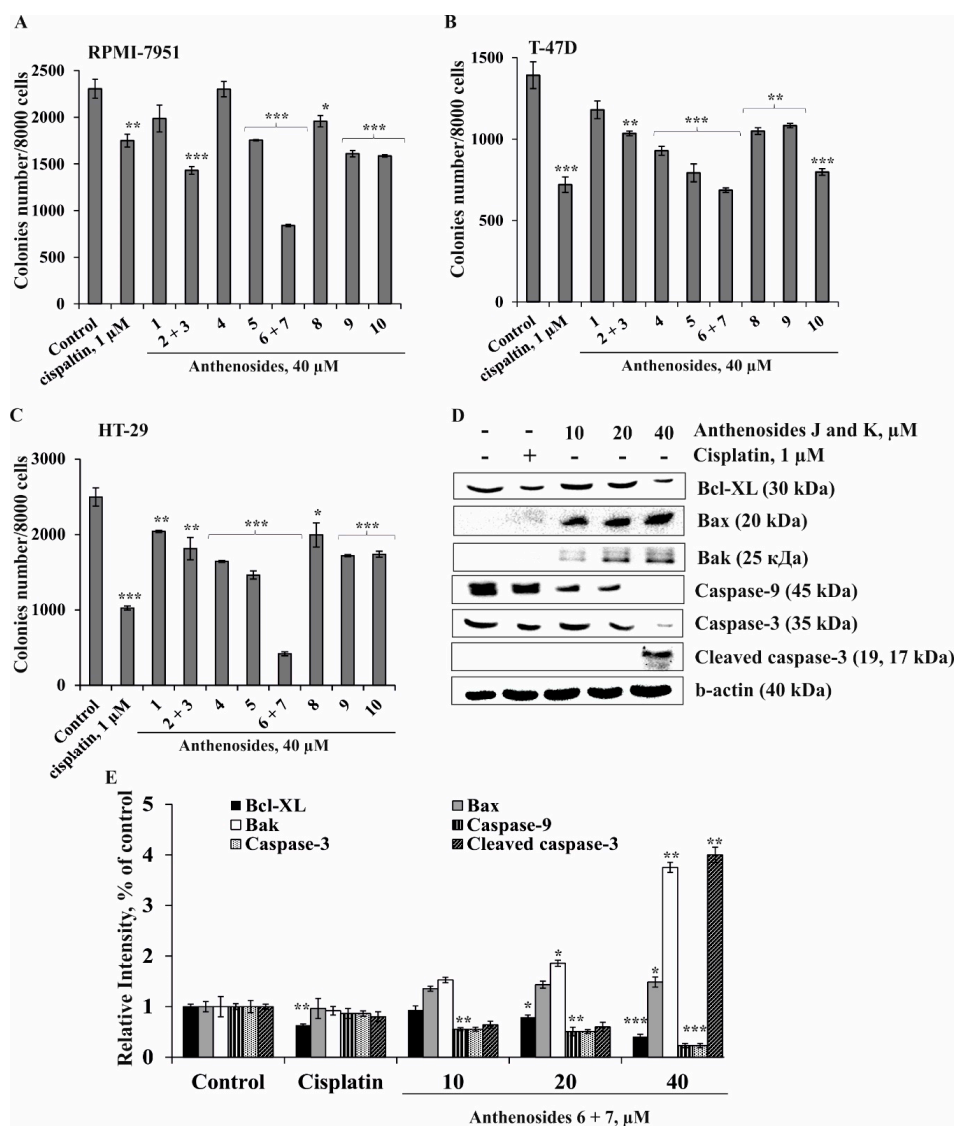 A
RPMI-7951
Colonies number/8000 cells
2500
2000
1500
1000
500
0
**
***
***
*
***
Control
cispaltin, 1 µM
1
2 + 3
4
5
6 + 7
8
9
10
Anthenosides, 40 µM
B
T-47D
Colonies number/8000 cells
1500
1000
500
0
***
**
***
**
***
Control
cisplatin, 1 µM
1
2 + 3
4
5
6 + 7
8
9
10
Anthenosides, 40 µM
C
HT-29
Colonies number/8000 cells
3000
2000
1000
0
***
**
**
***
*
***
Control
cisplatin, 1 µM
1
2 + 3
4
5
6 + 7
8
9
10
Anthenosides, 40 µM
D
- - 10 20 40 Anthenosides J and K, µM
- + - - - Cisplatin, 1 µM
Bcl-XL (30 kDa)
Bax (20 kDa)
Bak (25 кДа)
Caspase-9 (45 kDa)
Caspase-3 (35 kDa)
Cleaved caspase-3 (19, 17 kDa)
b-actin (40 kDa)
E
Relative Intensity, % of control
5
4
3
2
1
0
Bcl-XL
Bax
Bak
Caspase-9
Caspase-3
Cleaved caspase-3
**
**
*
*
**
***
*
**
***
**
Control
Cisplatin
10
20
40
Anthenosides 6 + 7, µM